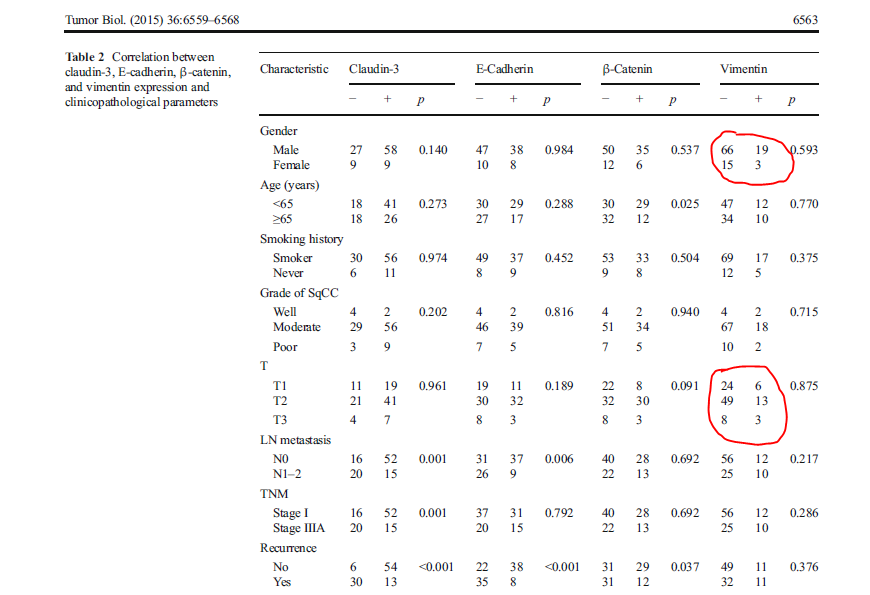 Tumor Biol. (2015) 36:6559–6568 6563
Table 2 Correlation between
claudin-3, E-cadherin, β-catenin,
and vimentin expression and
clinicopathological parameters
Characteristic Claudin-3 E-Cadherin β-Catenin Vimentin
− + p − + p − + p − + p
Gender
Male 27 58 0.140 47 38 0.984 50 35 0.537 66 19 0.593
Female 9 9 10 8 12 6 15 3
Age (years)
<65 18 41 0.273 30 29 0.288 30 29 0.025 47 12 0.770
≥65 18 26 27 17 32 12 34 10
Smoking history
Smoker 30 56 0.974 49 37 0.452 53 33 0.504 69 17 0.375
Never 6 11 8 9 9 8 12 5
Grade of SqCC
Well 4 2 0.202 4 2 0.816 4 2 0.940 4 2 0.715
Moderate 29 56 46 39 51 34 67 18
Poor 3 9 7 5 7 5 10 2
T
T1 11 19 0.961 19 11 0.189 22 8 0.091 24 6 0.875
T2 21 41 30 32 32 30 49 13
T3 4 7 8 3 8 3 8 3
LN metastasis
N0 16 52 0.001 31 37 0.006 40 28 0.692 56 12 0.217
N1–2 20 15 26 9 22 13 25 10
TNM
Stage I 16 52 0.001 37 31 0.792 40 28 0.692 56 12 0.286
Stage IIIA 20 15 20 15 22 13 25 10
Recurrence
No 6 54 <0.001 22 38 <0.001 31 29 0.037 49 11 0.376
Yes 30 13 35 8 31 12 32 11